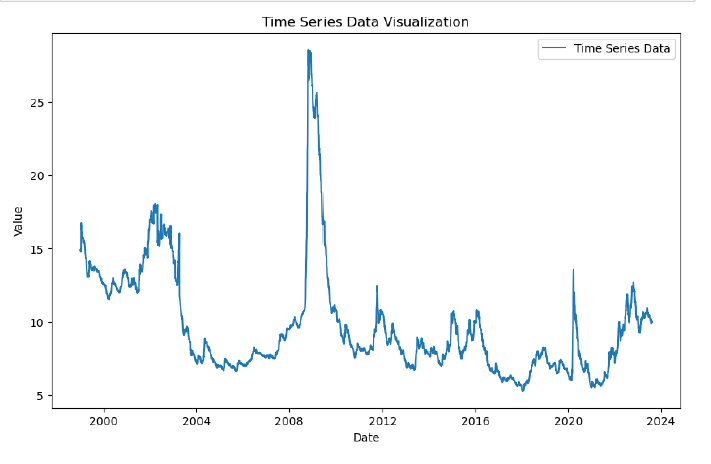 Time Series Data Visualization
Time Series Data
Value
25
20
15
10
5
2000 2004 2008 2012 2016 2020 2024
Date